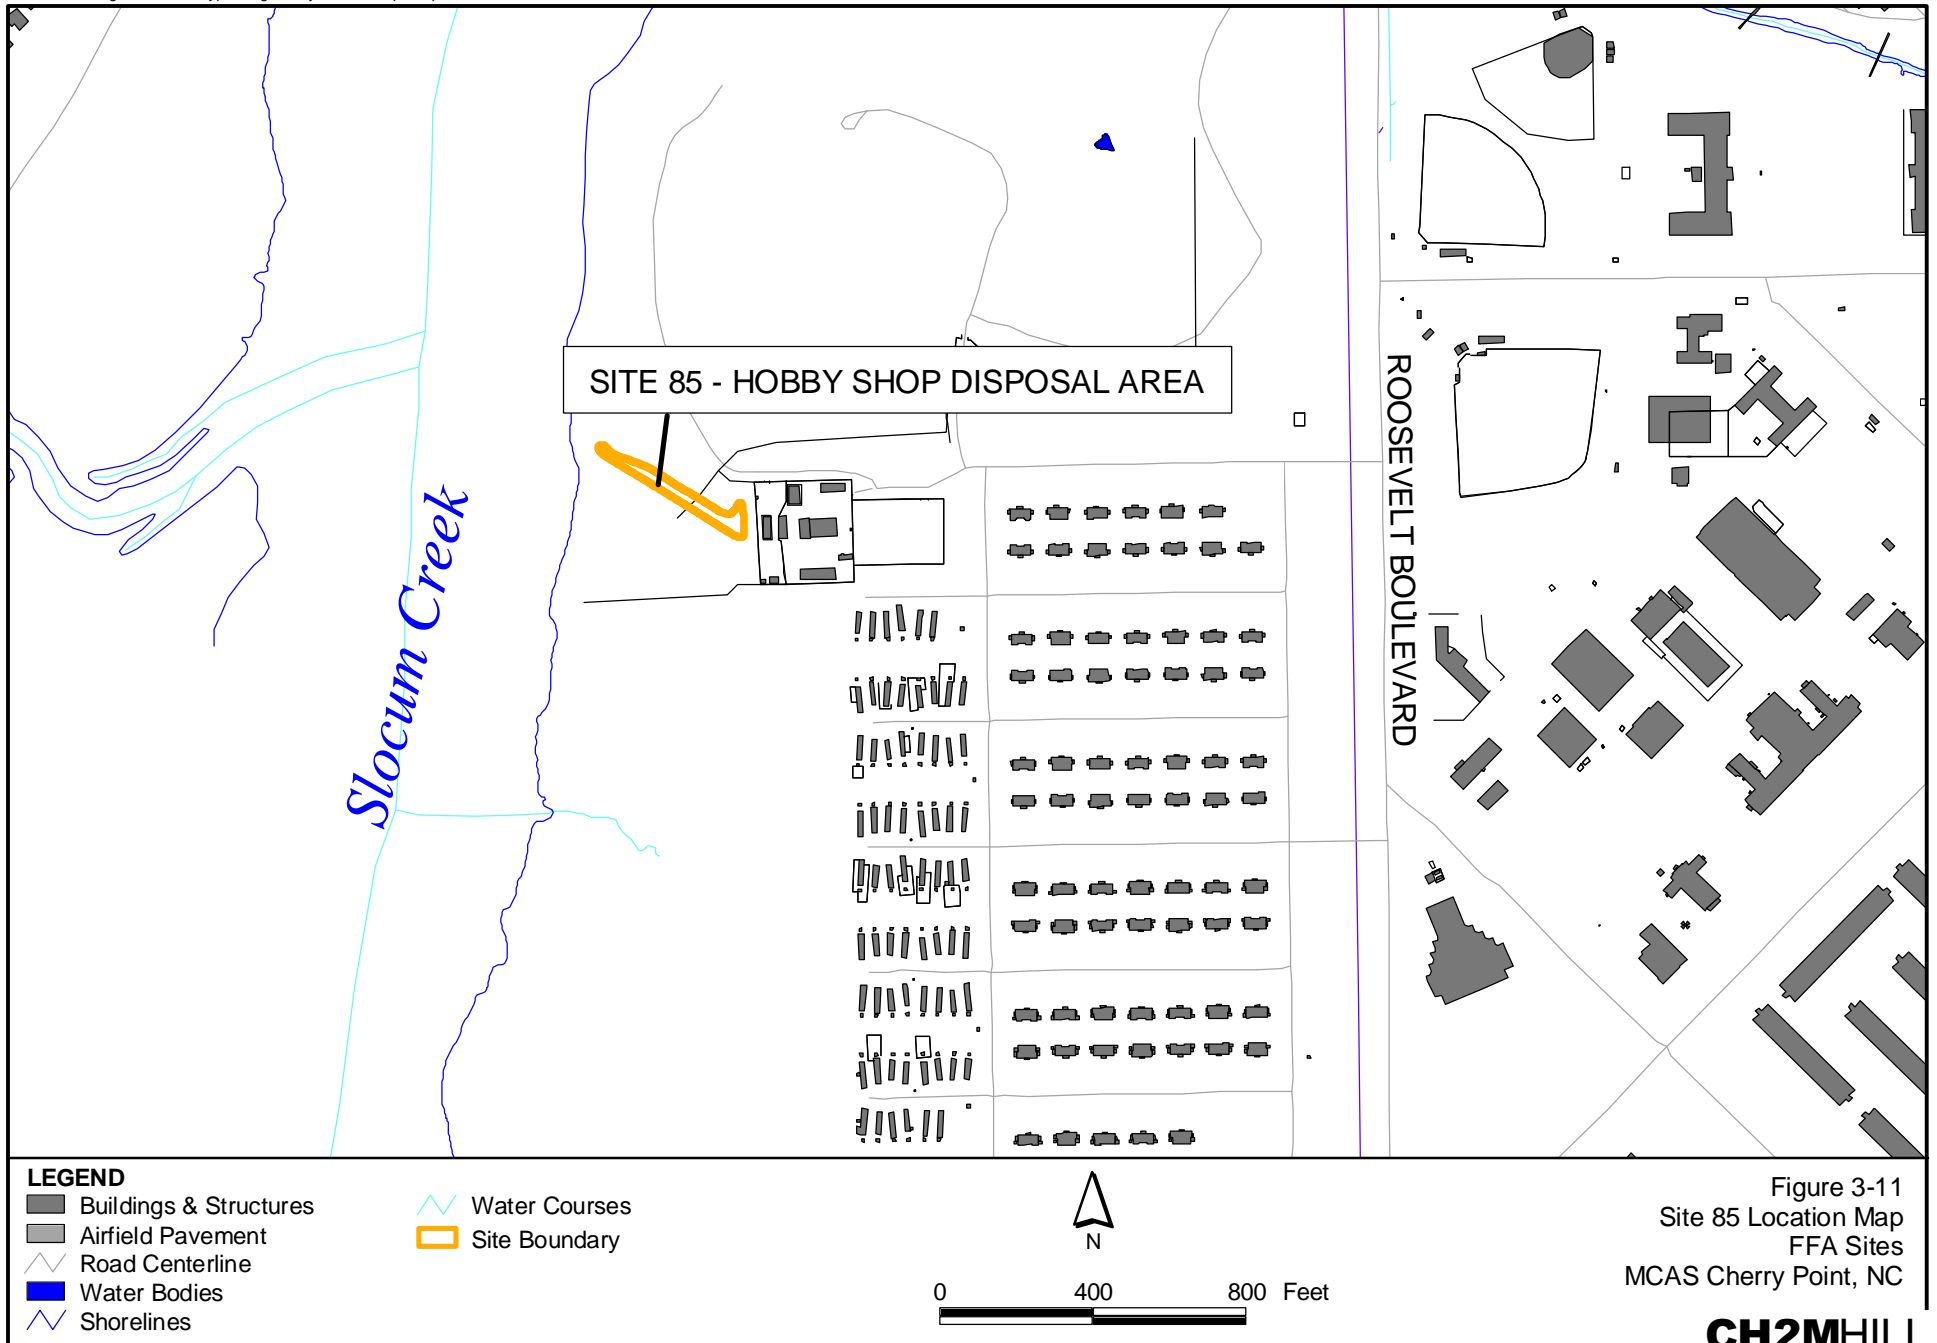 SITE 85 - HOBBY SHOP DISPOSAL AREA
ROOSEVELT BOULEVARD
Slocum Creek
LEGEND
Buildings & Structures
Airfield Pavement
Road Centerline
Water Bodies
Shorelines
Water Courses
Site Boundary
N
0 400 800 Feet
Figure 3-11
Site 85 Location Map
FFA Sites
MCAS Cherry Point, NC
CH2MHILL